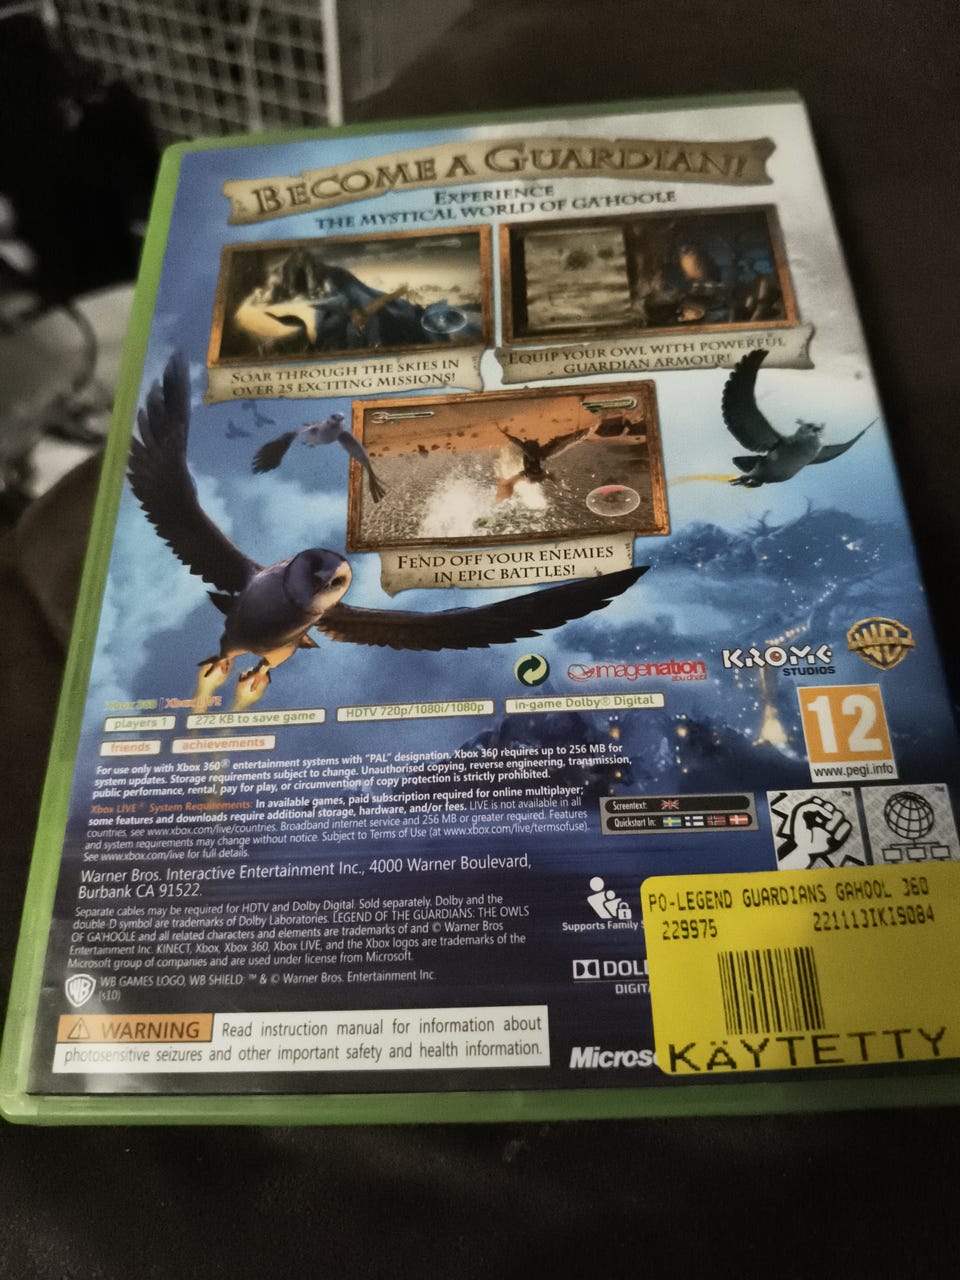 BECOME A GUARDIAN!
EXPERIENCE
THE MYSTICAL WORLD OF GA'HOOLE
SOAR THROUGH THE SKIES IN
OVER 25 EXCITING MISSIONS!
EQUIP YOUR OWL WITH POWERFUL
GUARDIAN ARMOUR!
FEND OFF YOUR ENEMIES
IN EPIC BATTLES!
imagenation
abu dhabi
KROME
STUDIOS
WB
Xbox 360 | Xbox LIVE
players 1
272 KB to save game
HDTV 720p/1080i/1080p
in-game Dolby® Digital
friends
achievements
12
www.pegi.info
For use only with Xbox 360® entertainment systems with "PAL" designation. Xbox 360 requires up to 256 MB for
system updates. Storage requirements subject to change. Unauthorised copying, reverse engineering, transmission,
public performance, rental, pay for play, or circumvention of copy protection is strictly prohibited.
Xbox LIVE® System Requirements: In available games, paid subscription required for online multiplayer;
some features and downloads require additional storage, hardware, and/or fees. LIVE is not available in all
countries, see www.xbox.com/live/countries. Broadband internet service and 256 MB or greater required. Features
and system requirements may change without notice. Subject to Terms of Use (at www.xbox.com/live/termsofuse).
See www.xbox.com/live for full details.
Screentext:
Quickstart In:
Warner Bros. Interactive Entertainment Inc., 4000 Warner Boulevard,
Burbank CA 91522.
Separate cables may be required for HDTV and Dolby Digital. Sold separately. Dolby and the
double-D symbol are trademarks of Dolby Laboratories. LEGEND OF THE GUARDIANS: THE OWLS
OF GA'HOOLE and all related characters and elements are trademarks of and © Warner Bros
Entertainment Inc. KINECT, Xbox, Xbox 360, Xbox LIVE, and the Xbox logos are trademarks of the
Microsoft group of companies and are used under license from Microsoft.
WB GAMES LOGO, WB SHIELD: ™ & © Warner Bros. Entertainment Inc.
(s10)
Supports Family S
DOL
DIGIT
Microso
WARNING Read instruction manual for information about
photosensitive seizures and other important safety and health information.
PO-LEGEND GUARDIANS GAHOOL 360
229975 221113IKI9084
KÄYTETTY